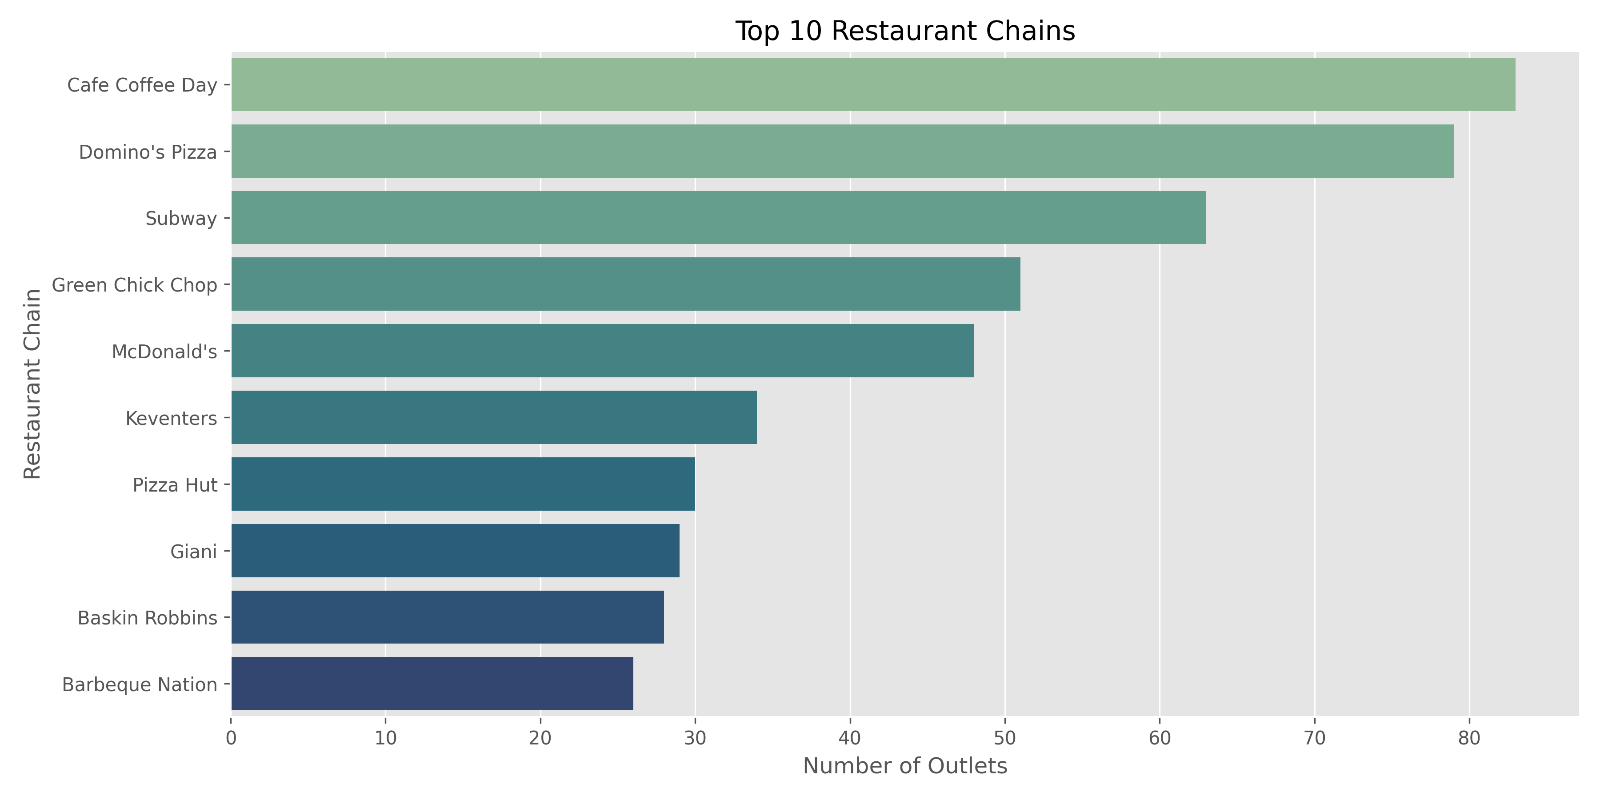 Top 10 Restaurant Chains
Restaurant Chain
Cafe Coffee Day
Domino's Pizza
Subway
Green Chick Chop
McDonald's
Keventers
Pizza Hut
Giani
Baskin Robbins
Barbeque Nation
0 10 20 30 40 50 60 70 80
Number of Outlets